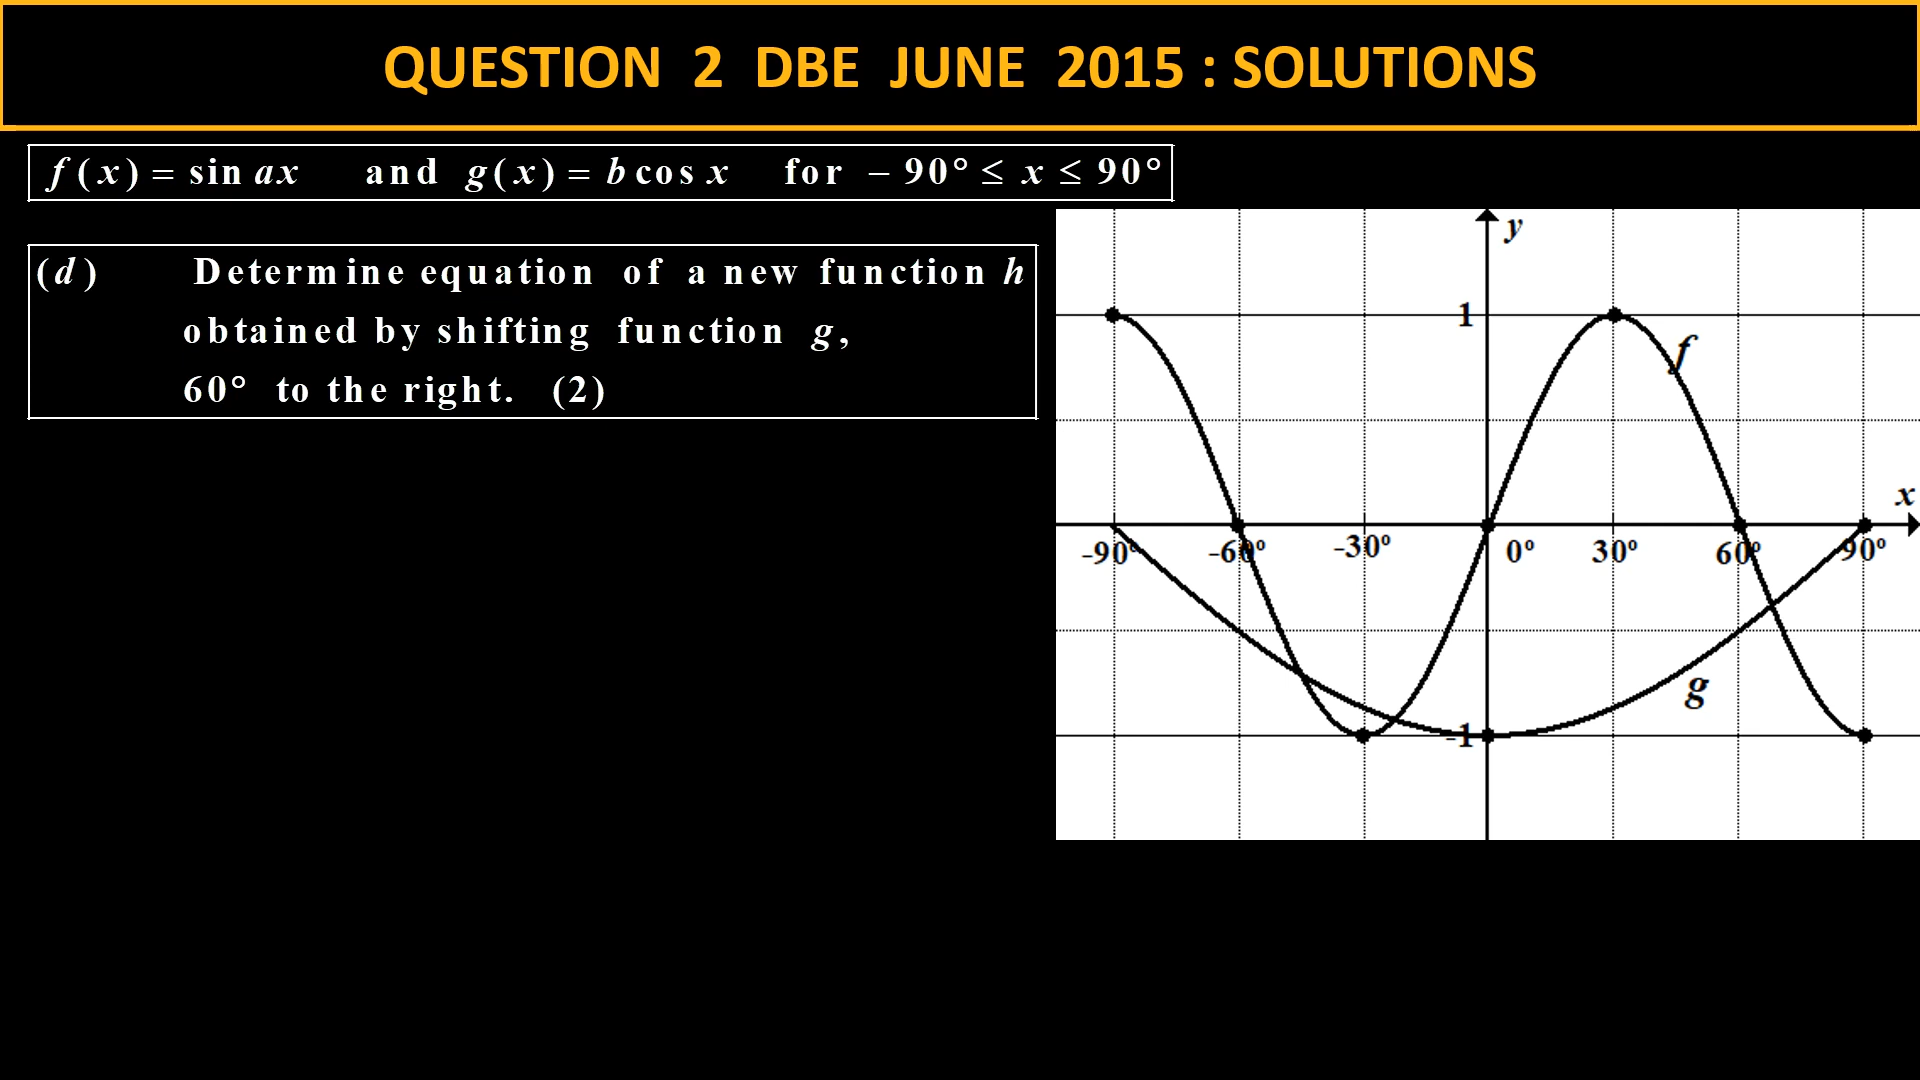 QUESTION 2 DBE JUNE 2015 : SOLUTIONS
f(x) = sin ax and g(x) = b cos x for – 90° ≤ x ≤ 90°
(d) Determine equation of a new function h
obtained by shifting function g,
60° to the right. (2)
y
1
f
x
-90° -60° -30° 0° 30° 60° 90°
g
-1